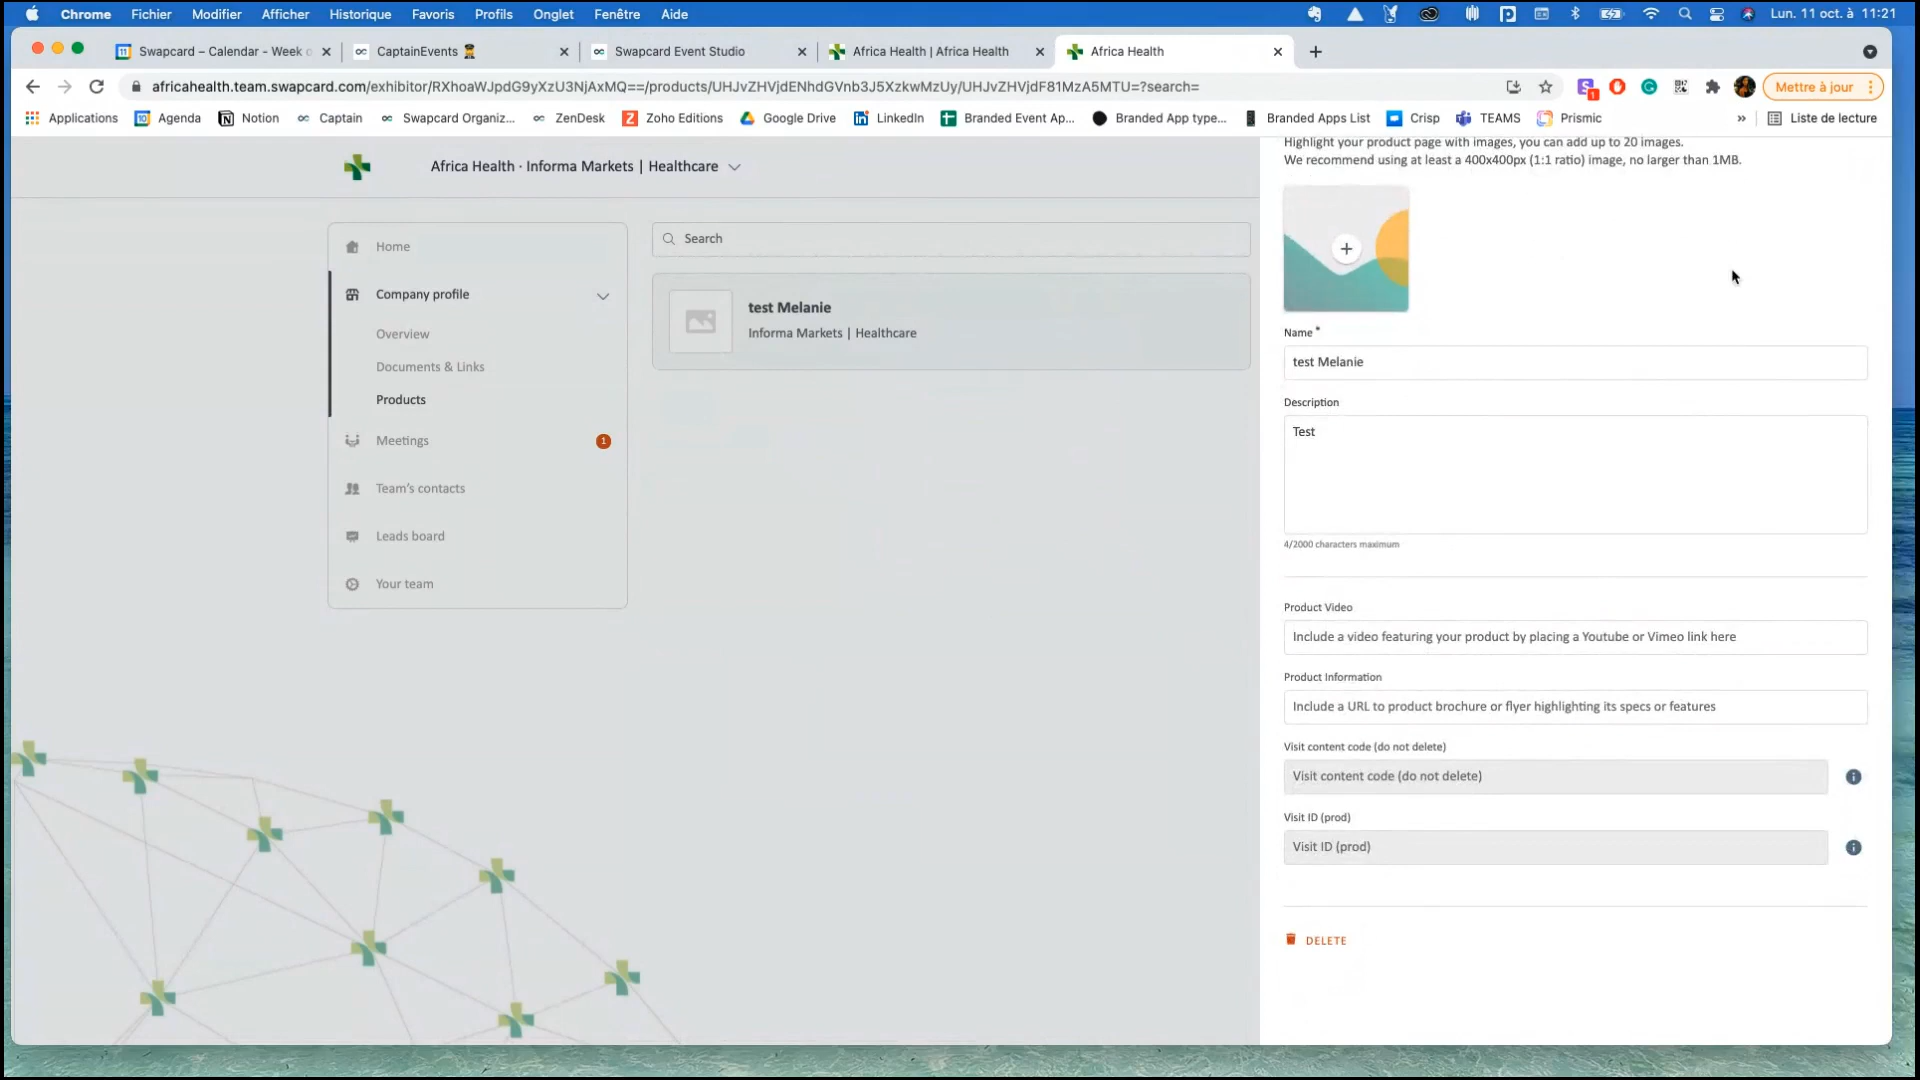 Chrome Fichier Modifier Afficher Historique Favoris Profils Onglet Fenêtre Aide Lun. 11 oct. à 11:21
11 Swapcard – Calendar - Week o CaptainEvents Swapcard Event Studio Africa Health | Africa Health Africa Health
africahealth.team.swapcard.com/exhibitor/RXhoaWJpdG9yXzU3NjAxMQ==/products/UHJvZHVjdENhdGVnb3J5XzkwMzUy/UHJvZHVjdF81MzA5MTU=?search= 1 Mettre à jour
Applications Agenda Notion Captain Swapcard Organiz... ZenDesk Zoho Editions Google Drive LinkedIn Branded Event Ap... Branded App type... Branded Apps List Crisp TEAMS Prismic » Liste de lecture
Africa Health · Informa Markets | Healthcare
Home
Company profile
Overview
Documents & Links
Products
Meetings 1
Team's contacts
Leads board
Your team
Search
test Melanie
Informa Markets | Healthcare
Highlight your product page with images, you can add up to 20 images.
We recommend using at least a 400x400px (1:1 ratio) image, no larger than 1MB.
Name *
test Melanie
Description
Test
4/2000 characters maximum
Product Video
Include a video featuring your product by placing a Youtube or Vimeo link here
Product Information
Include a URL to product brochure or flyer highlighting its specs or features
Visit content code (do not delete)
Visit content code (do not delete)
Visit ID (prod)
Visit ID (prod)
DELETE